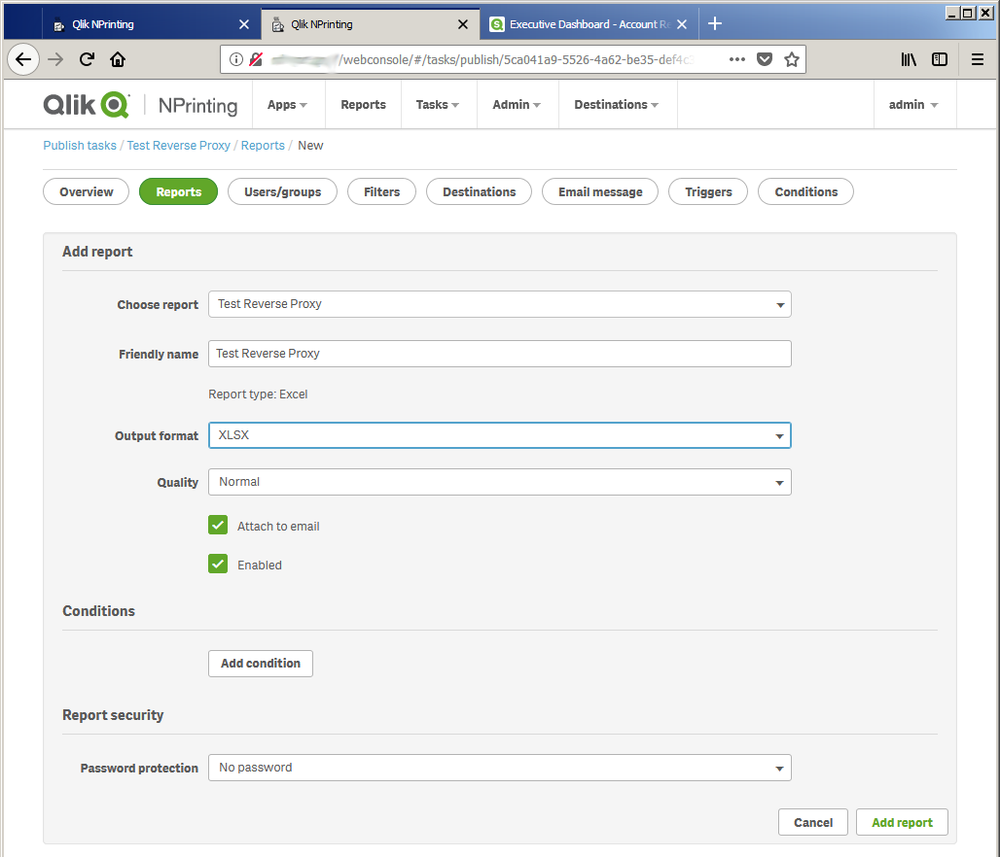 Qlik NPrinting
Qlik NPrinting
Executive Dashboard - Account Re
/webconsole/#/tasks/publish/5ca041a9-5526-4a62-be35-def4c
Qlik NPrinting
Apps
Reports
Tasks
Admin
Destinations
admin
Publish tasks / Test Reverse Proxy / Reports / New
Overview
Reports
Users/groups
Filters
Destinations
Email message
Triggers
Conditions
Add report
Choose report
Test Reverse Proxy
Friendly name
Test Reverse Proxy
Report type: Excel
Output format
XLSX
Quality
Normal
Attach to email
Enabled
Conditions
Add condition
Report security
Password protection
No password
Cancel
Add report